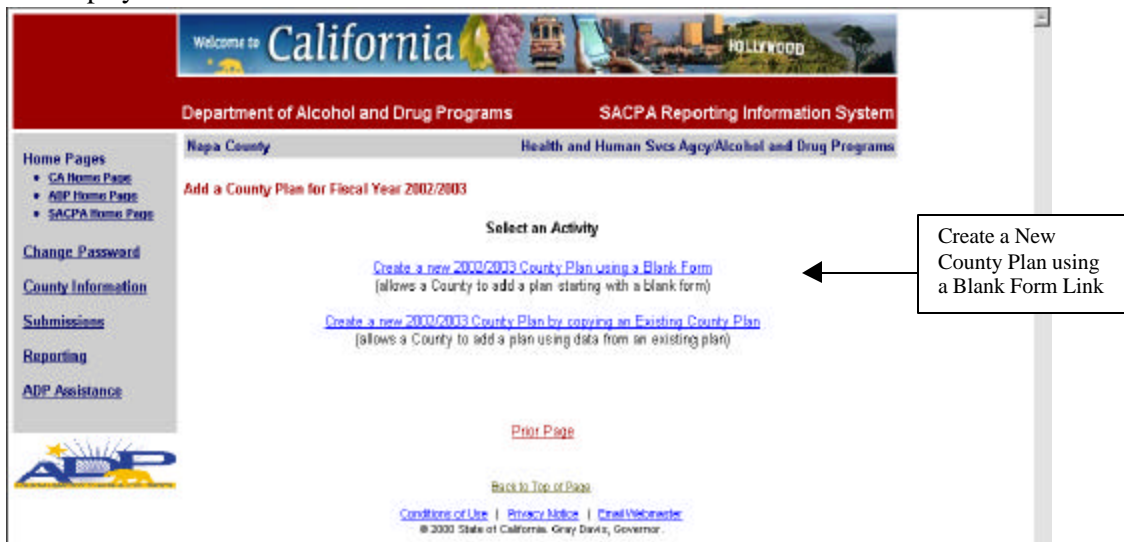 Welcome to California
HOLLYWOOD
Department of Alcohol and Drug Programs SACPA Reporting Information System
Napa County Health and Human Svcs Agcy/Alcohol and Drug Programs
Home Pages
• CA Home Page
• ADP Home Page
• SACPA Home Page
Change Password
County Information
Submissions
Reporting
ADP Assistance
ADP
Add a County Plan for Fiscal Year 2002/2003
Select an Activity
Create a new 2002/2003 County Plan using a Blank Form
(allows a County to add a plan starting with a blank form)
Create a new 2002/2003 County Plan by copying an Existing County Plan
(allows a County to add a plan using data from an existing plan)
Prior Page
Back to Top of Page
Conditions of Use | Privacy Notice | Email Webmaster
© 2000 State of California. Gray Davis, Governor.
Create a New
County Plan using
a Blank Form Link